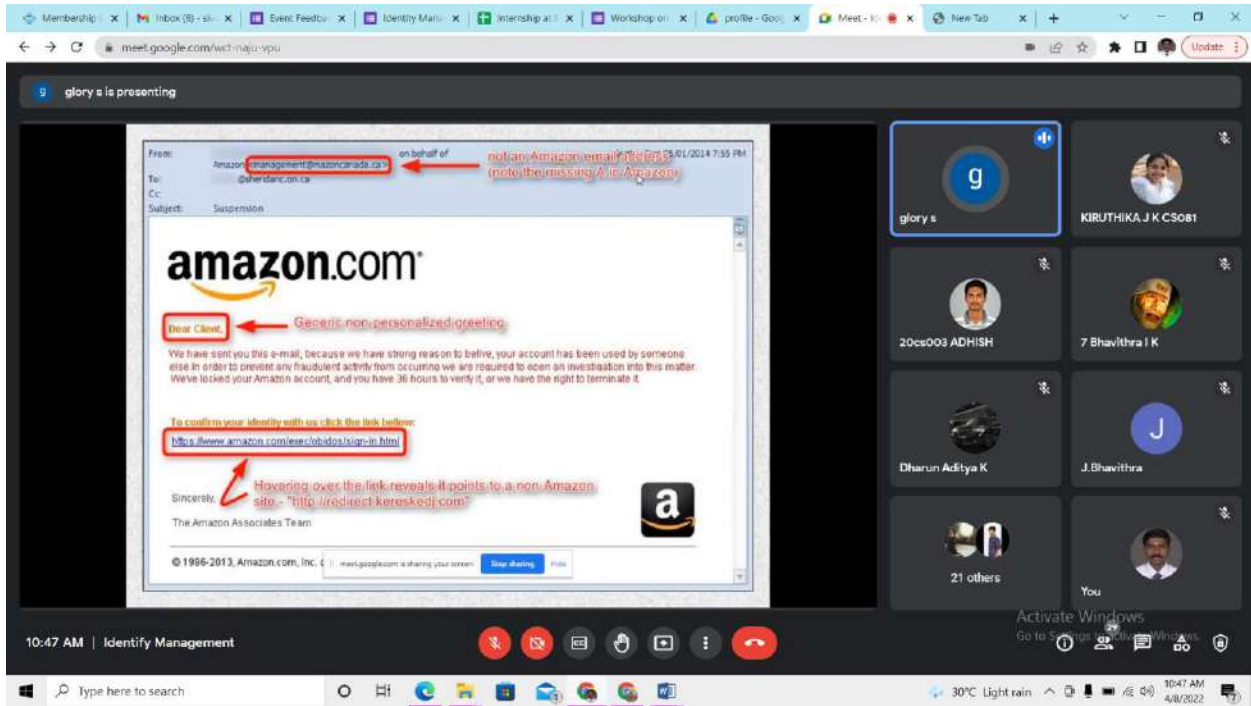 Membership
Inbox (6) -
Event Feedba
Identity Mana
Internship at
Workshop on
profile - Goog
Meet -
New Tab
meet.google.com/wct-naju-vpu
Update
g glory s is presenting
From: on behalf of
Amazon <management@mazoncanada.ca>
01/2014 7:55 PM
not an Amazon email address
(note the missing A in Amazon)
To: @sheridanc.on.ca
Cc:
Subject: Suspension
amazon.com
Dear Client,
Generic non-personalized greeting
We have sent you this e-mail, because we have strong reason to belive, your account has been used by someone
else in order to prevent any fraudulent activity from occurring we are required to open an investigation into this matter.
We've locked your Amazon account, and you have 36 hours to verify it, or we have the right to terminate it.
To confirm your identity with us click the link bellow:
https://www.amazon.com/exec/obidos/sign-in.html
Hovering over the link reveals it points to a non-Amazon
site - "http://redirect-kereskedj.com"
Sincerely,
The Amazon Associates Team
a
© 1996-2013, Amazon.com, Inc.
meet.google.com is sharing your screen.
Stop sharing
Hide
g
glory s
KIRUTHIKA J K CS081
20cs003 ADHISH
7 Bhavithra I K
Dharun Aditya K
J
J.Bhavithra
21 others
You
Activate Windows
Go to Settings to activate Windows.
29
10:47 AM | Identify Management
Type here to search
30°C Light rain
10:47 AM
4/8/2022